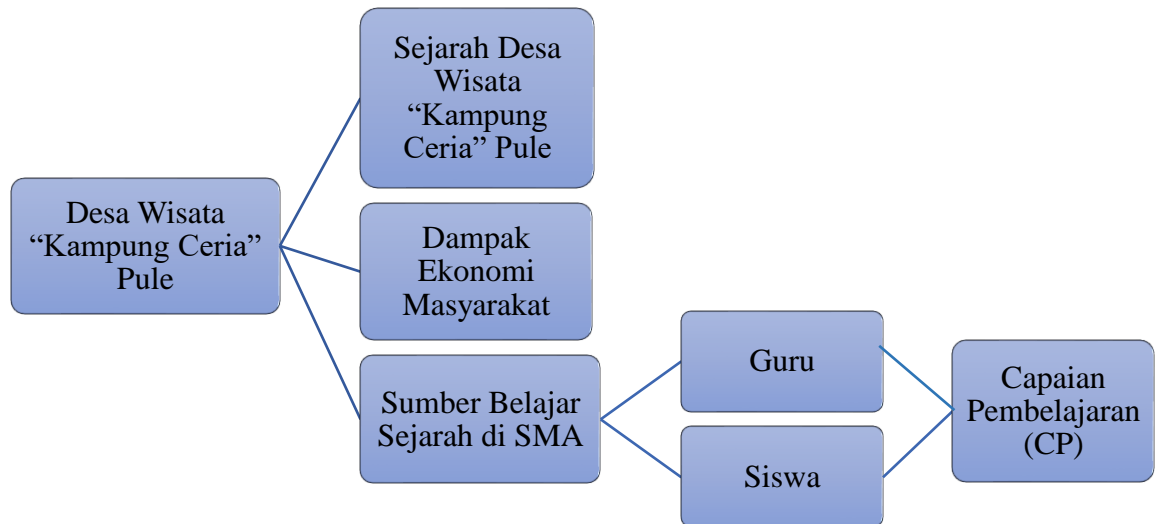 Sejarah Desa
Wisata
“Kampung
Ceria” Pule
Desa Wisata
“Kampung Ceria”
Pule
Dampak
Ekonomi
Masyarakat
Sumber Belajar
Sejarah di SMA
Guru
Siswa
Capaian
Pembelajaran
(CP)